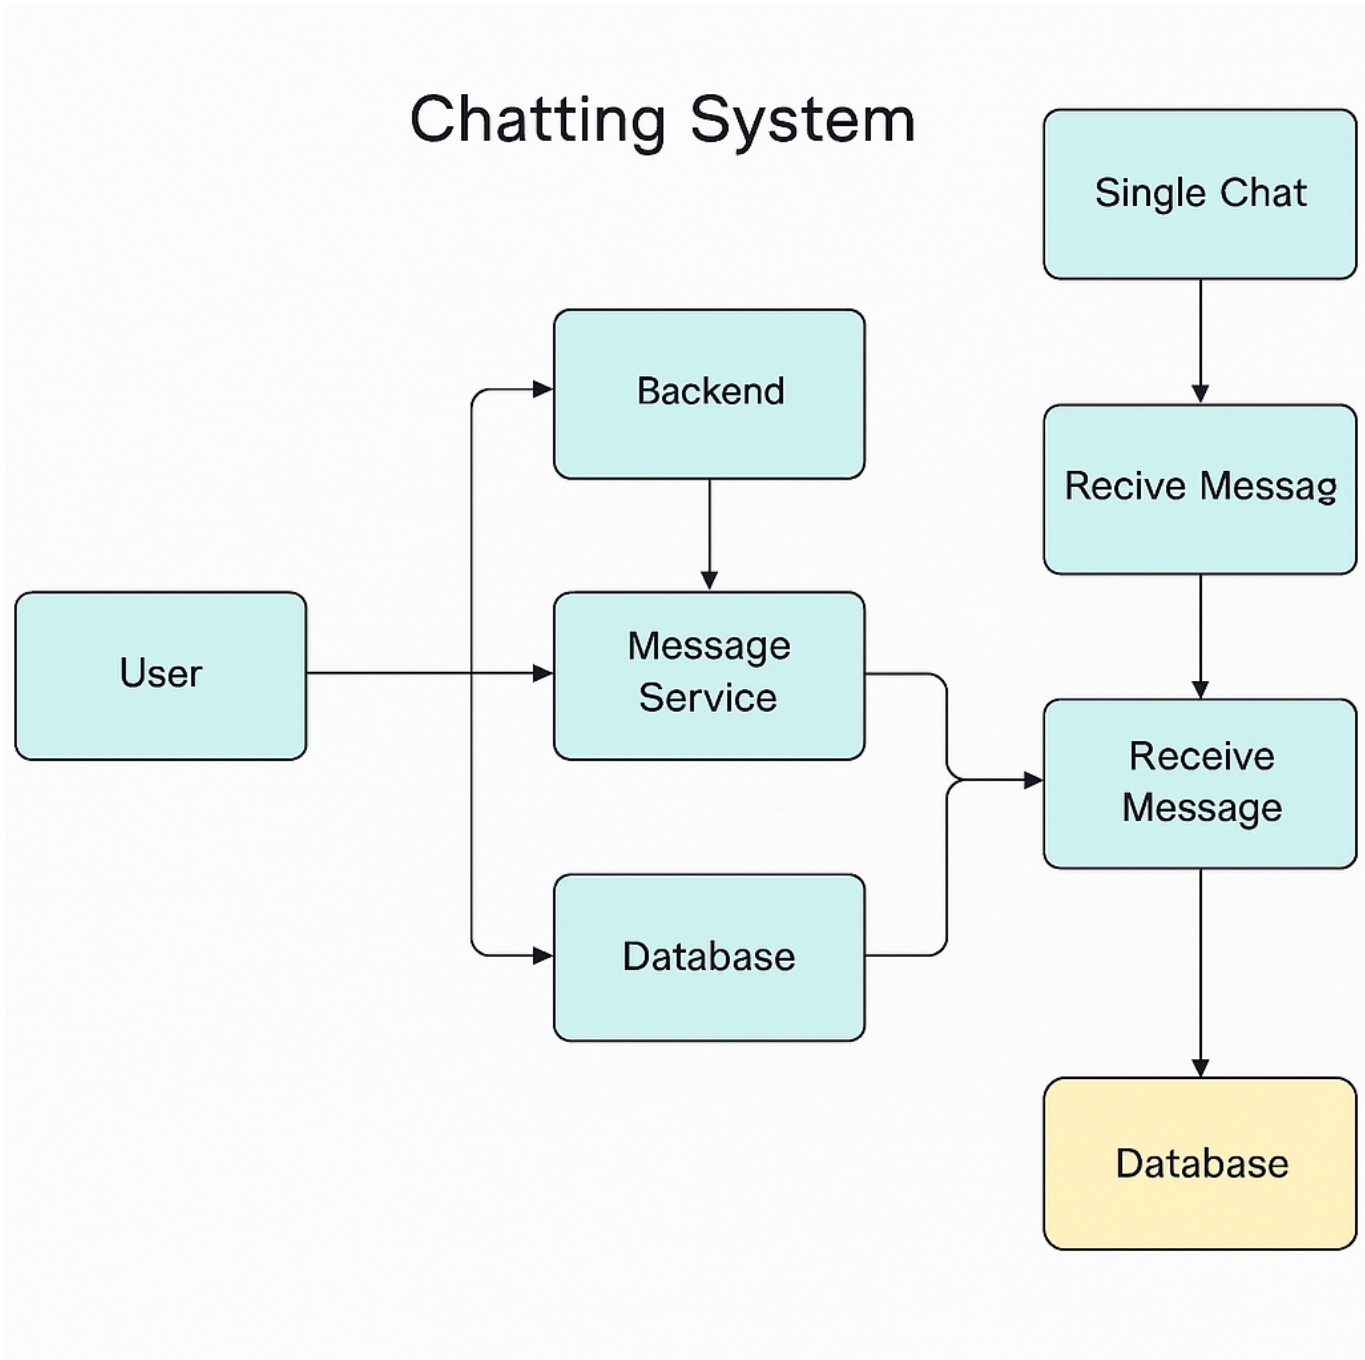 Chatting System
Single Chat
Backend
Recive Messag
User
Message
Service
Receive
Message
Database
Database